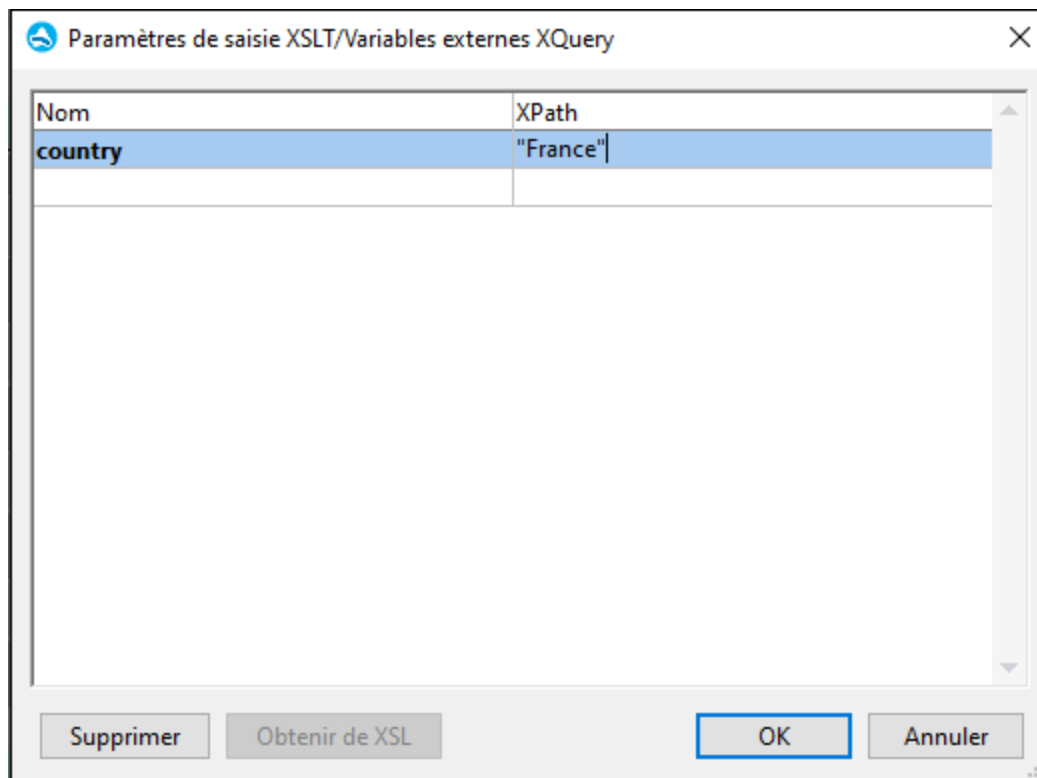 Paramètres de saisie XSLT/Variables externes XQuery
Nom XPath
country "France"
Supprimer Obtenir de XSL OK Annuler